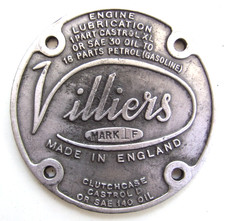 ENGINE
LUBRICATION
1 PART CASTROL XL
OR SAE 30 OIL TO
16 PARTS PETROL (GASOLINE)
Villiers
MARK 1F
MADE IN ENGLAND
CLUTCHCASE
CASTROL D
OR SAE 140 OIL